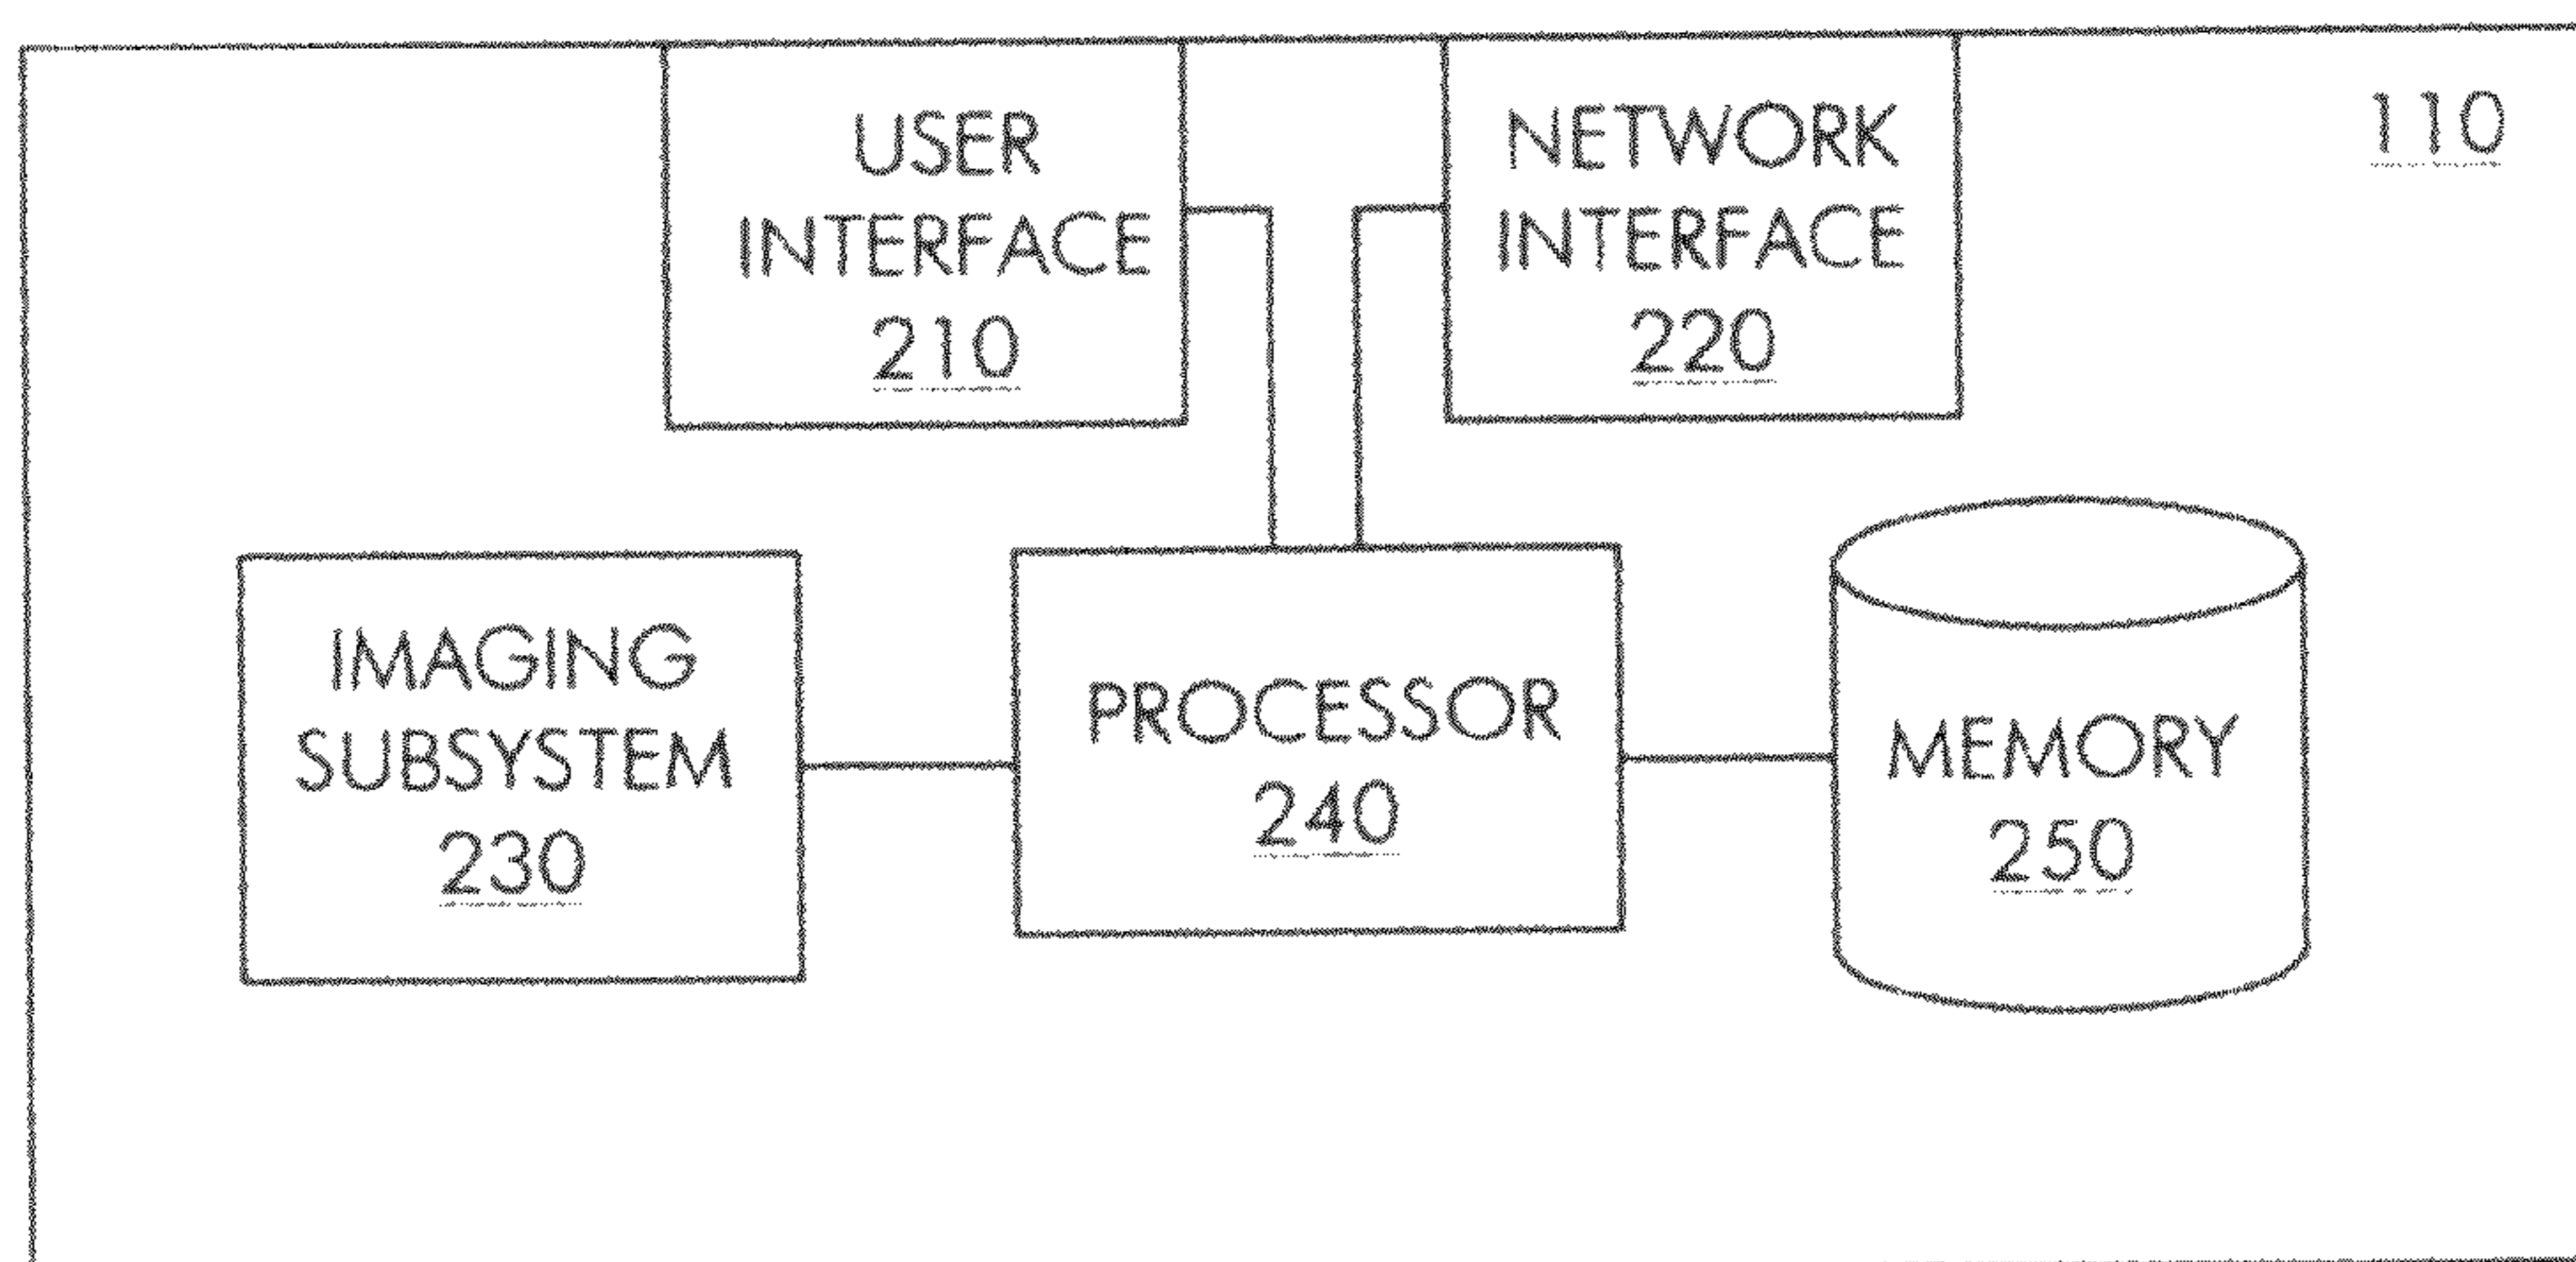 USER
INTERFACE
210
NETWORK
INTERFACE
220
110
IMAGING
SUBSYSTEM
230
PROCESSOR
240
MEMORY
250